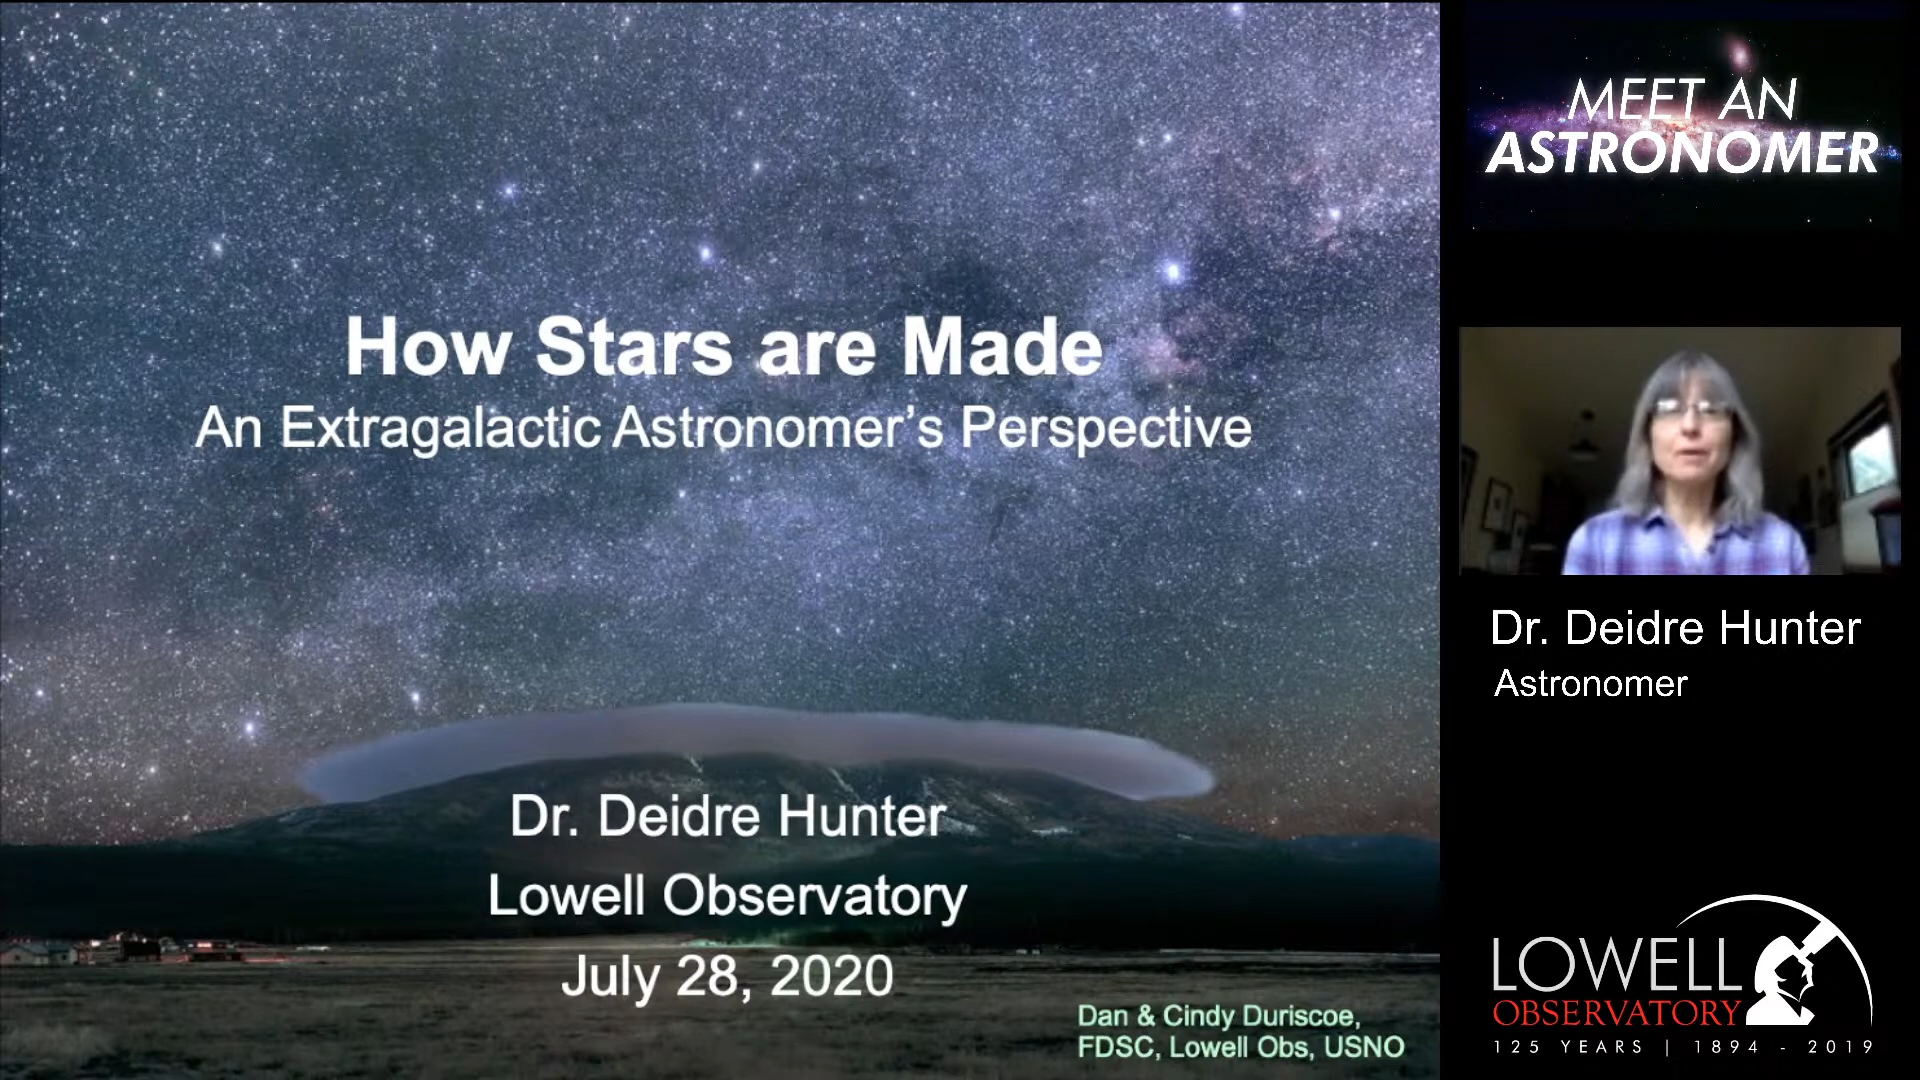 How Stars are Made
An Extragalactic Astronomer’s Perspective
Dr. Deidre Hunter
Lowell Observatory
July 28, 2020
Dan & Cindy Duriscoe,
FDSC, Lowell Obs, USNO
MEET AN
ASTRONOMER
Dr. Deidre Hunter
Astronomer
LOWELL
OBSERVATORY
125 YEARS | 1894 - 2019